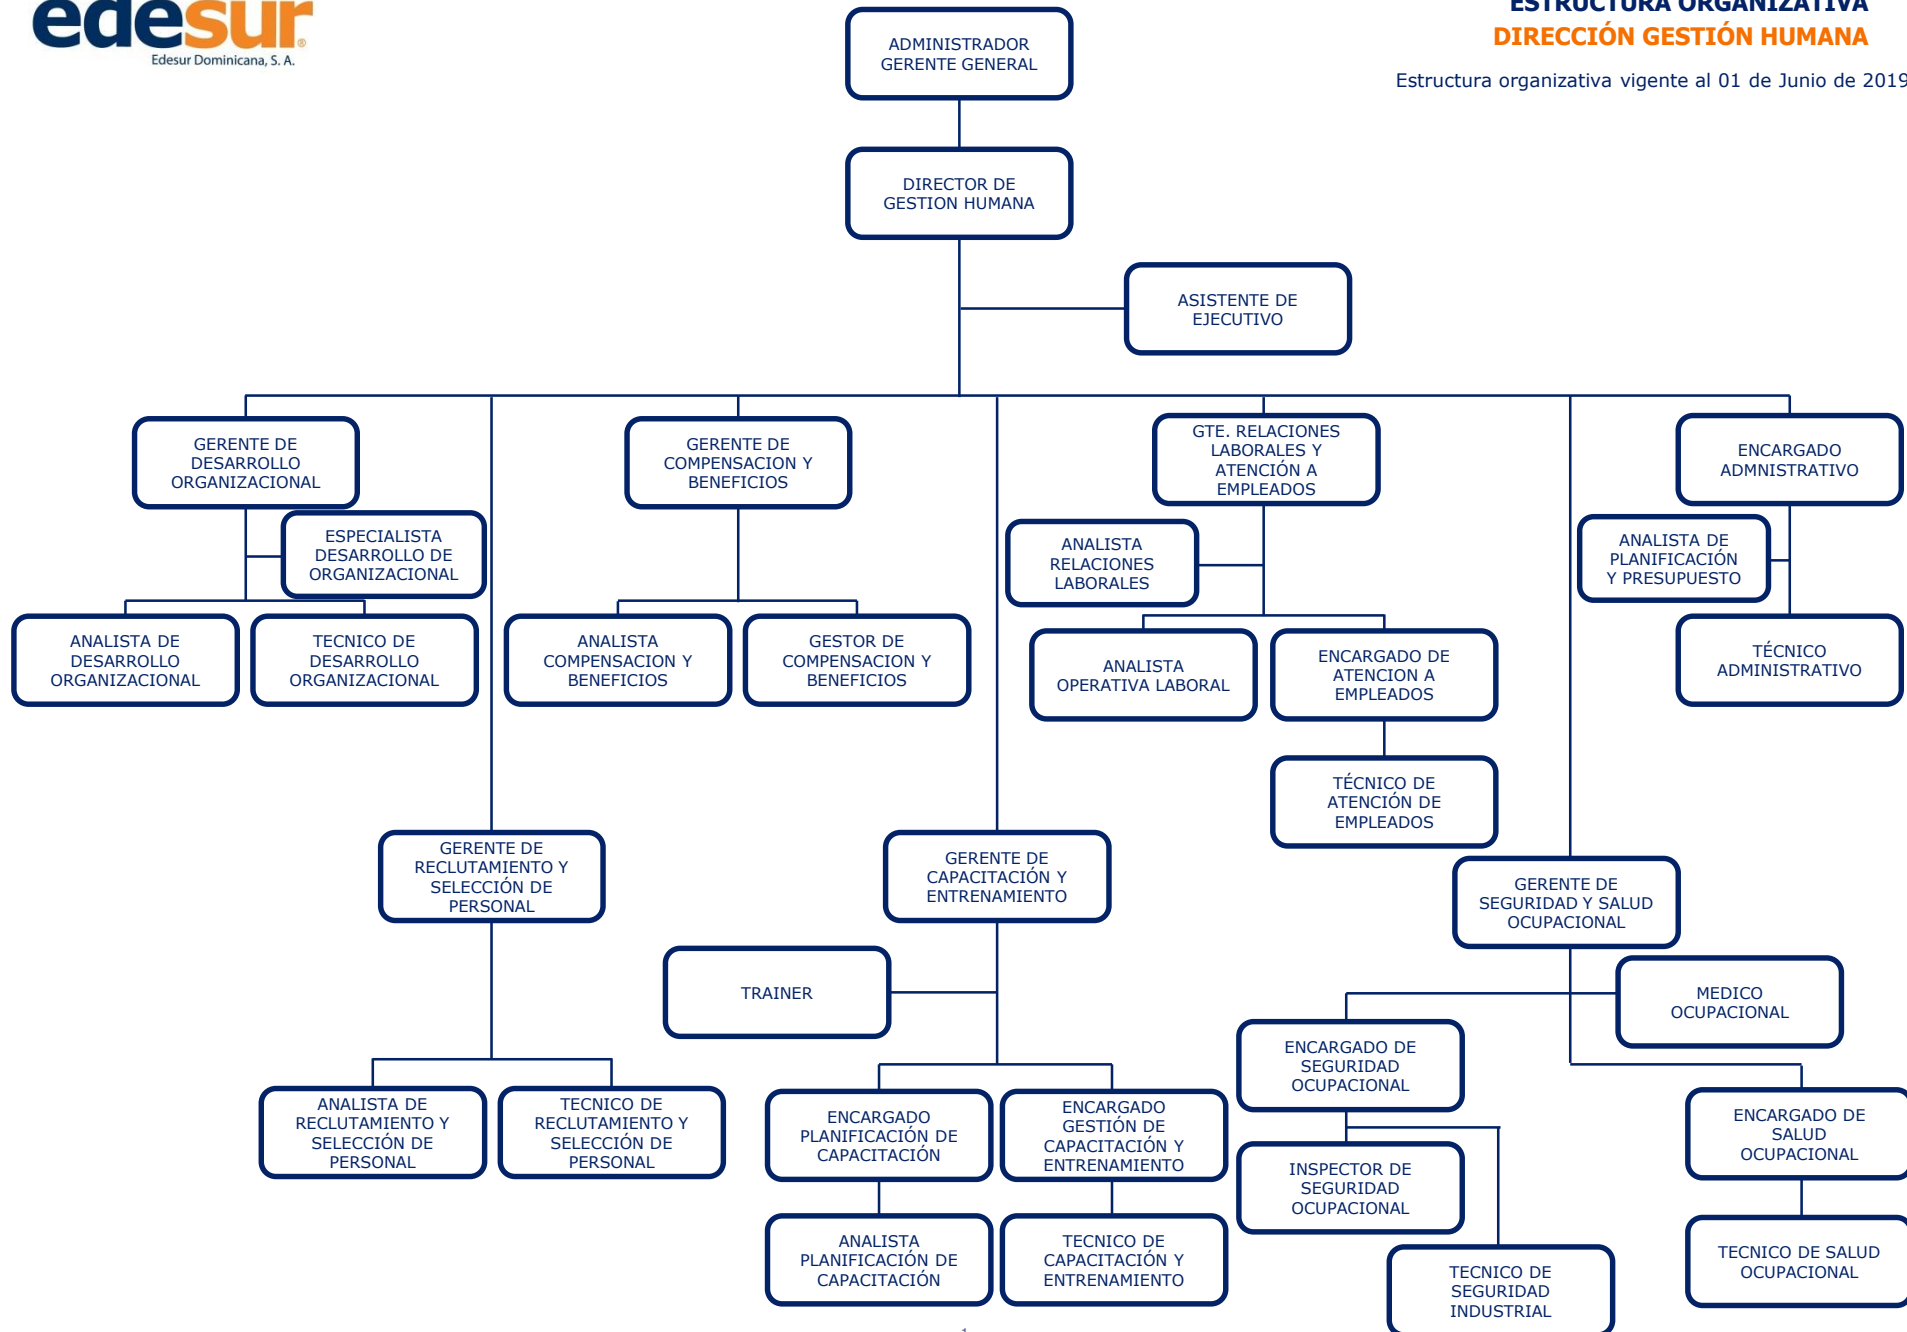 edesur
®
Edesur Dominicana, S. A.
ESTRUCTURA ORGANIZATIVA
DIRECCIÓN GESTIÓN HUMANA
Estructura organizativa vigente al 01 de Junio de 2019
ADMINISTRADOR
GERENTE GENERAL
DIRECTOR DE
GESTION HUMANA
ASISTENTE DE
EJECUTIVO
GERENTE DE
DESARROLLO
ORGANIZACIONAL
GERENTE DE
COMPENSACION Y
BENEFICIOS
GTE. RELACIONES
LABORALES Y
ATENCIÓN A
EMPLEADOS
ENCARGADO
ADMNISTRATIVO
ESPECIALISTA
DESARROLLO DE
ORGANIZACIONAL
ANALISTA
RELACIONES
LABORALES
ANALISTA DE
PLANIFICACIÓN
Y PRESUPUESTO
ANALISTA DE
DESARROLLO
ORGANIZACIONAL
TECNICO DE
DESARROLLO
ORGANIZACIONAL
ANALISTA
COMPENSACION Y
BENEFICIOS
GESTOR DE
COMPENSACION Y
BENEFICIOS
ANALISTA
OPERATIVA LABORAL
ENCARGADO DE
ATENCION A
EMPLEADOS
TÉCNICO
ADMINISTRATIVO
TÉCNICO DE
ATENCIÓN DE
EMPLEADOS
GERENTE DE
RECLUTAMIENTO Y
SELECCIÓN DE
PERSONAL
GERENTE DE
CAPACITACIÓN Y
ENTRENAMIENTO
GERENTE DE
SEGURIDAD Y SALUD
OCUPACIONAL
TRAINER
MEDICO
OCUPACIONAL
ENCARGADO DE
SEGURIDAD
OCUPACIONAL
ANALISTA DE
RECLUTAMIENTO Y
SELECCIÓN DE
PERSONAL
TECNICO DE
RECLUTAMIENTO Y
SELECCIÓN DE
PERSONAL
ENCARGADO
PLANIFICACIÓN DE
CAPACITACIÓN
ENCARGADO
GESTIÓN DE
CAPACITACIÓN Y
ENTRENAMIENTO
ENCARGADO DE
SALUD
OCUPACIONAL
INSPECTOR DE
SEGURIDAD
OCUPACIONAL
ANALISTA
PLANIFICACIÓN DE
CAPACITACIÓN
TECNICO DE
CAPACITACIÓN Y
ENTRENAMIENTO
TECNICO DE SALUD
OCUPACIONAL
TECNICO DE
SEGURIDAD
INDUSTRIAL
1